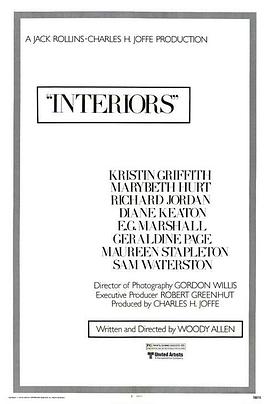 A JACK ROLLINS-CHARLES H. JOFFE PRODUCTION
"INTERIORS"
KRISTIN GRIFFITH
MARYBETH HURT
RICHARD JORDAN
DIANE KEATON
E.G. MARSHALL
GERALDINE PAGE
MAUREEN STAPLETON
SAM WATERSTON
Director of Photography GORDON WILLIS
Executive Producer ROBERT GREENHUT
Produced by CHARLES H. JOFFE
Written and Directed by WOODY ALLEN
PG
United Artists